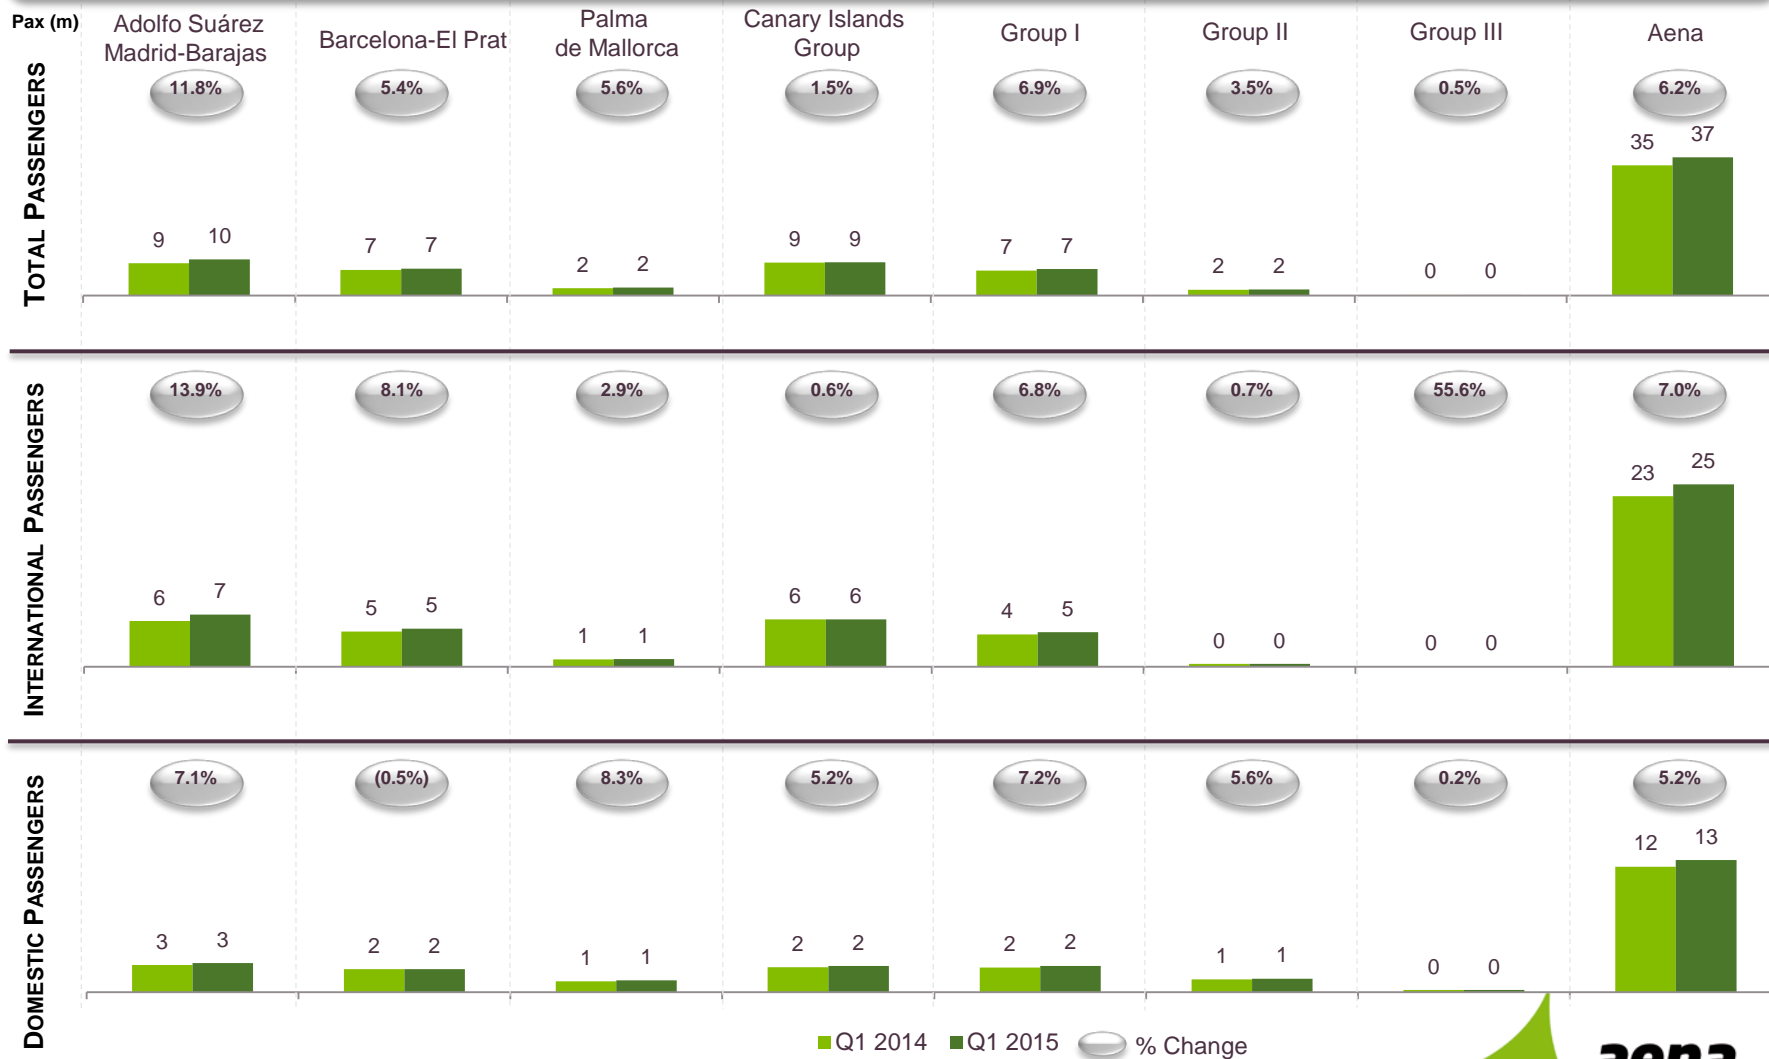 Pax (m)
Adolfo Suárez
Madrid-Barajas
Barcelona-El Prat
Palma
de Mallorca
Canary Islands
Group
Group I
Group II
Group III
Aena
TOTAL PASSENGERS
11.8% 5.4% 5.6% 1.5% 6.9% 3.5% 0.5% 6.2%
9 10 7 7 2 2 9 9 7 7 2 2 0 0 35 37
INTERNATIONAL PASSENGERS
13.9% 8.1% 2.9% 0.6% 6.8% 0.7% 55.6% 7.0%
6 7 5 5 1 1 6 6 4 5 0 0 0 0 23 25
DOMESTIC PASSENGERS
7.1% (0.5%) 8.3% 5.2% 7.2% 5.6% 0.2% 5.2%
3 3 2 2 1 1 2 2 2 2 1 1 0 0 12 13
Q1 2014 Q1 2015 % Change
aena